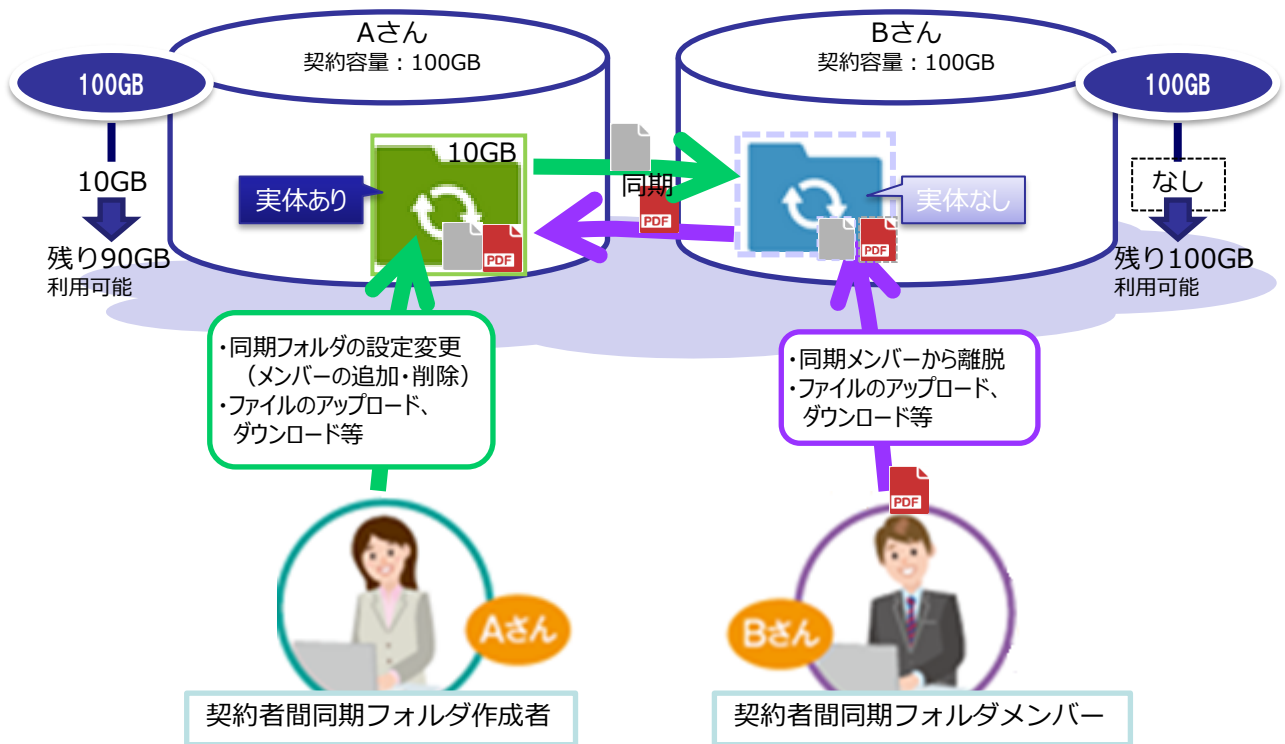 Aさん
契約容量：100GB
Bさん
契約容量：100GB
100GB
100GB
10GB
10GB
同期
実体あり
実体なし
なし
PDF
PDF
PDF
残り90GB
利用可能
残り100GB
利用可能
・同期フォルダの設定変更
（メンバーの追加・削除）
・ファイルのアップロード、
ダウンロード等
・同期メンバーから離脱
・ファイルのアップロード、
ダウンロード等
PDF
Aさん
Bさん
契約者間同期フォルダ作成者
契約者間同期フォルダメンバー